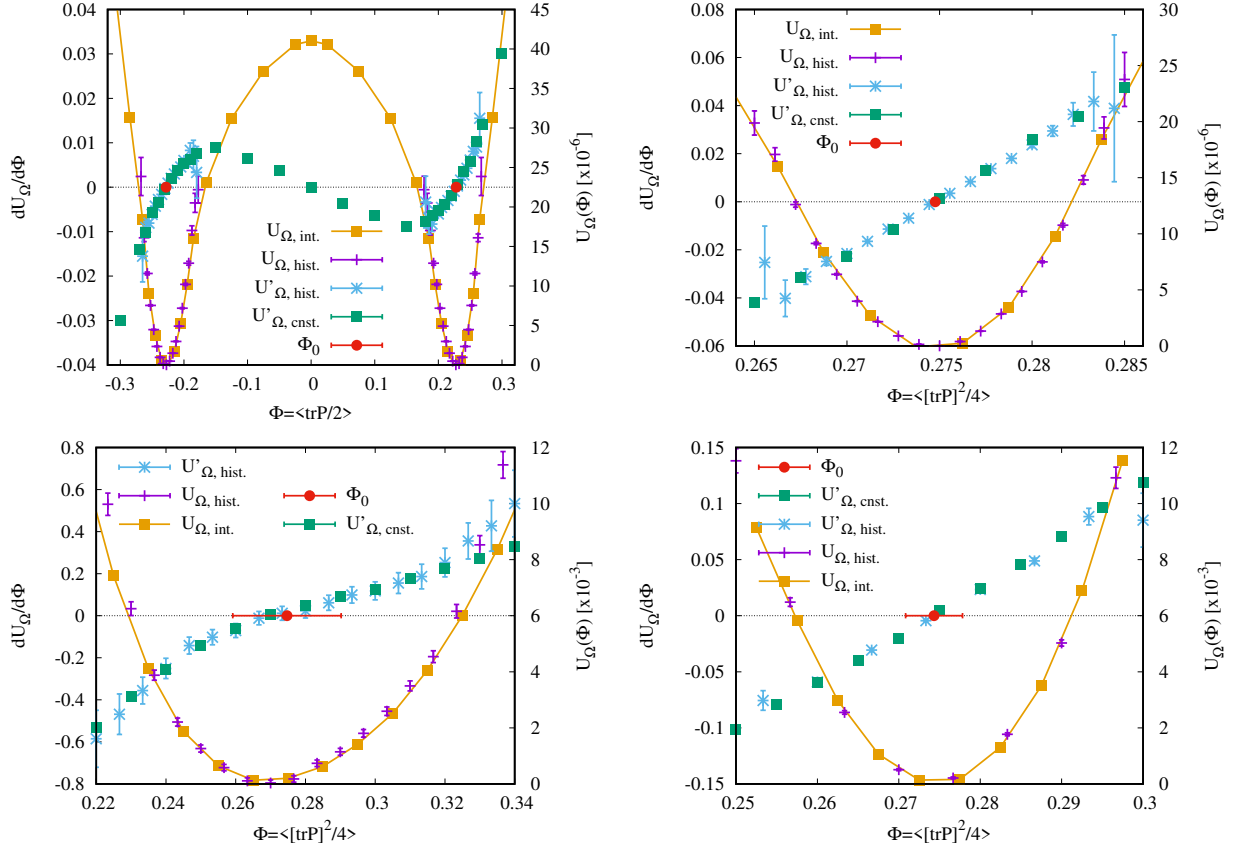 0.04
0.03
0.02
0.01
0
-0.01
-0.02
-0.03
-0.04
-0.3
-0.2
-0.1
0
0.1
0.2
0.3
45
40
35
30
25
20
15
10
5
0
dU_Ω/dΦ
U_Ω(Φ) [x10^-6]
Φ=<trP/2>
U_Ω, int.
U_Ω, hist.
U'_Ω, hist.
U'_Ω, cnst.
Φ_0
0.08
0.06
0.04
0.02
0
-0.02
-0.04
-0.06
0.265
0.27
0.275
0.28
0.285
30
25
20
15
10
5
0
dU_Ω/dΦ
U_Ω(Φ) [x10^-6]
Φ=<[trP]^2/4>
U_Ω, int.
U_Ω, hist.
U'_Ω, hist.
U'_Ω, cnst.
Φ_0
0.8
0.6
0.4
0.2
0
-0.2
-0.4
-0.6
-0.8
0.22
0.24
0.26
0.28
0.3
0.32
0.34
12
10
8
6
4
2
0
dU_Ω/dΦ
U_Ω(Φ) [x10^-3]
Φ=<[trP]^2/4>
U'_Ω, hist.
U_Ω, hist.
U_Ω, int.
Φ_0
U'_Ω, cnst.
0.15
0.1
0.05
0
-0.05
-0.1
-0.15
0.25
0.26
0.27
0.28
0.29
0.3
12
10
8
6
4
2
0
dU_Ω/dΦ
U_Ω(Φ) [x10^-3]
Φ=<[trP]^2/4>
Φ_0
U'_Ω, cnst.
U'_Ω, hist.
U_Ω, hist.
U_Ω, int.